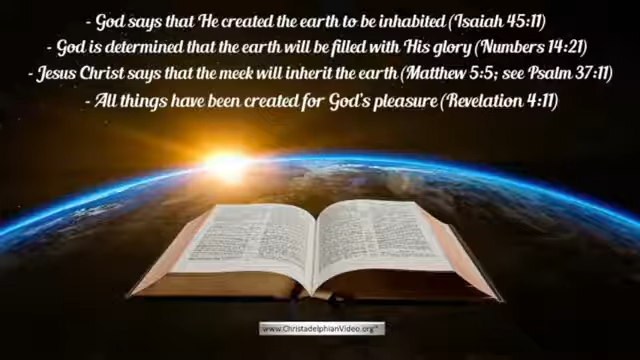 - God says that He created the earth to be inhabited (Isaiah 45:11)
- God is determined that the earth will be filled with His glory (Numbers 14:21)
- Jesus Christ says that the meek will inherit the earth (Matthew 5:5; see Psalm 37:11)
- All things have been created for God's pleasure (Revelation 4:11)
www.ChristadelphianVideo.org"